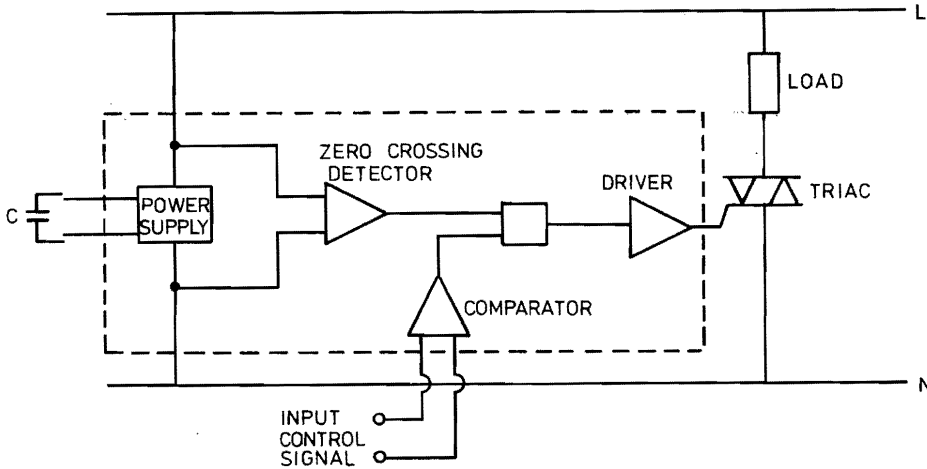 L
LOAD
ZERO CROSSING
DETECTOR
DRIVER
TRIAC
C
POWER
SUPPLY
COMPARATOR
N
INPUT
CONTROL
SIGNAL